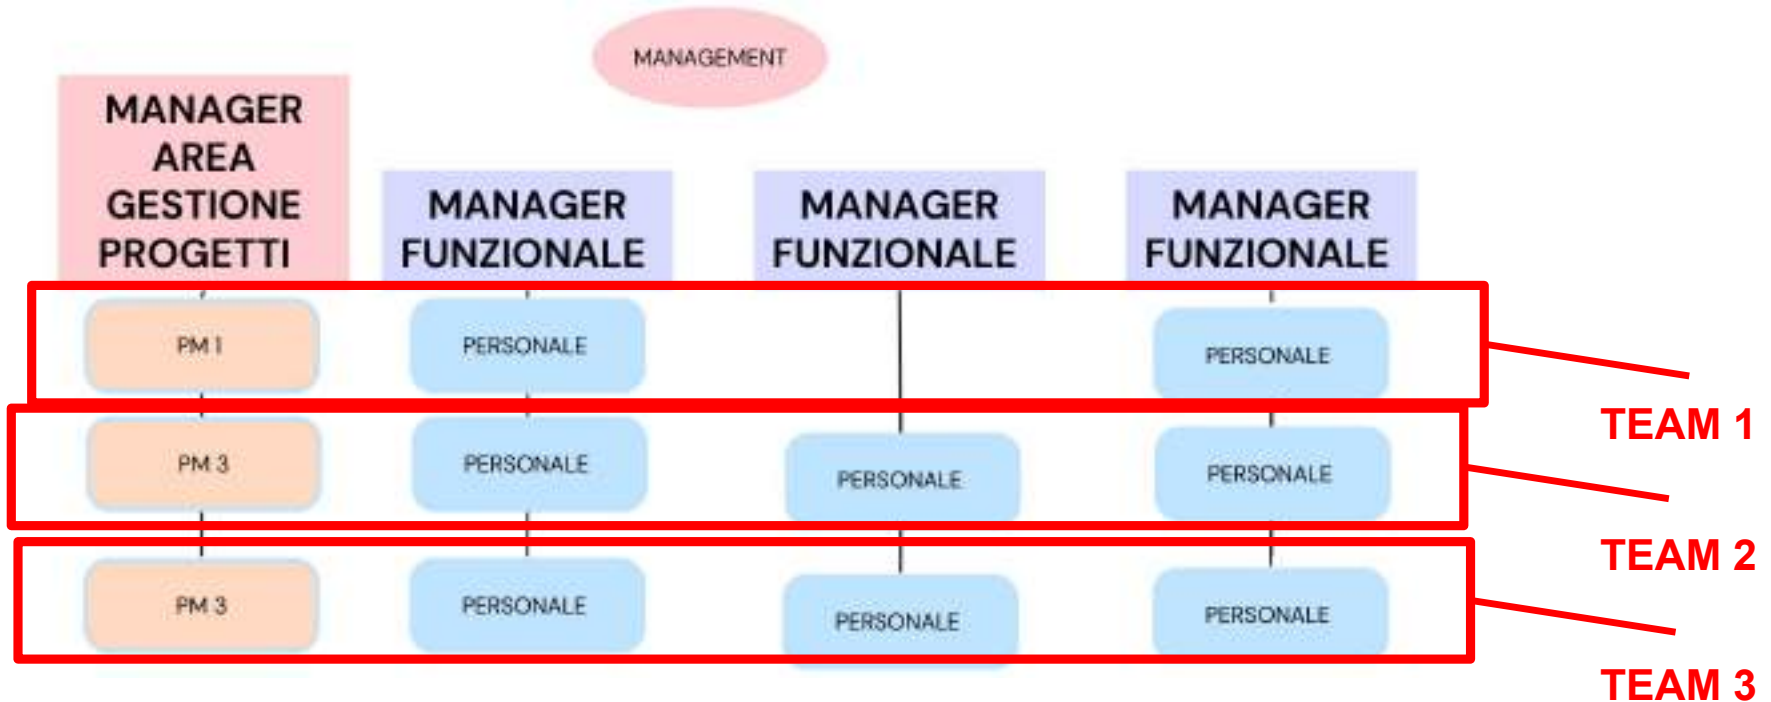 MANAGEMENT
MANAGER
AREA
GESTIONE
PROGETTI
MANAGER
FUNZIONALE
MANAGER
FUNZIONALE
MANAGER
FUNZIONALE
PM 1
PERSONALE
PERSONALE
TEAM 1
PM 3
PERSONALE
PERSONALE
PERSONALE
TEAM 2
PM 3
PERSONALE
PERSONALE
PERSONALE
TEAM 3